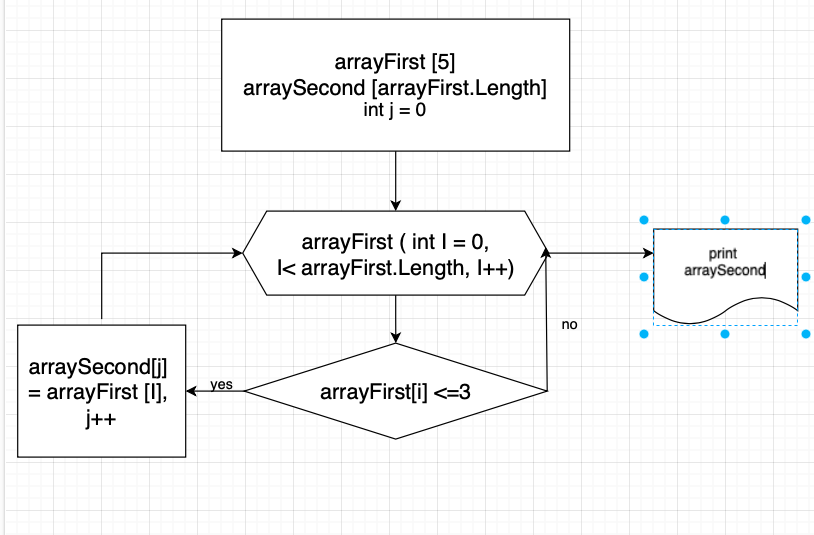 arrayFirst [5]
arraySecond [arrayFirst.Length]
int j = 0
arrayFirst ( int I = 0,
I< arrayFirst.Length, I++)
print
arraySecond
no
arraySecond[j]
= arrayFirst [I],
j++
yes
arrayFirst[i] <=3